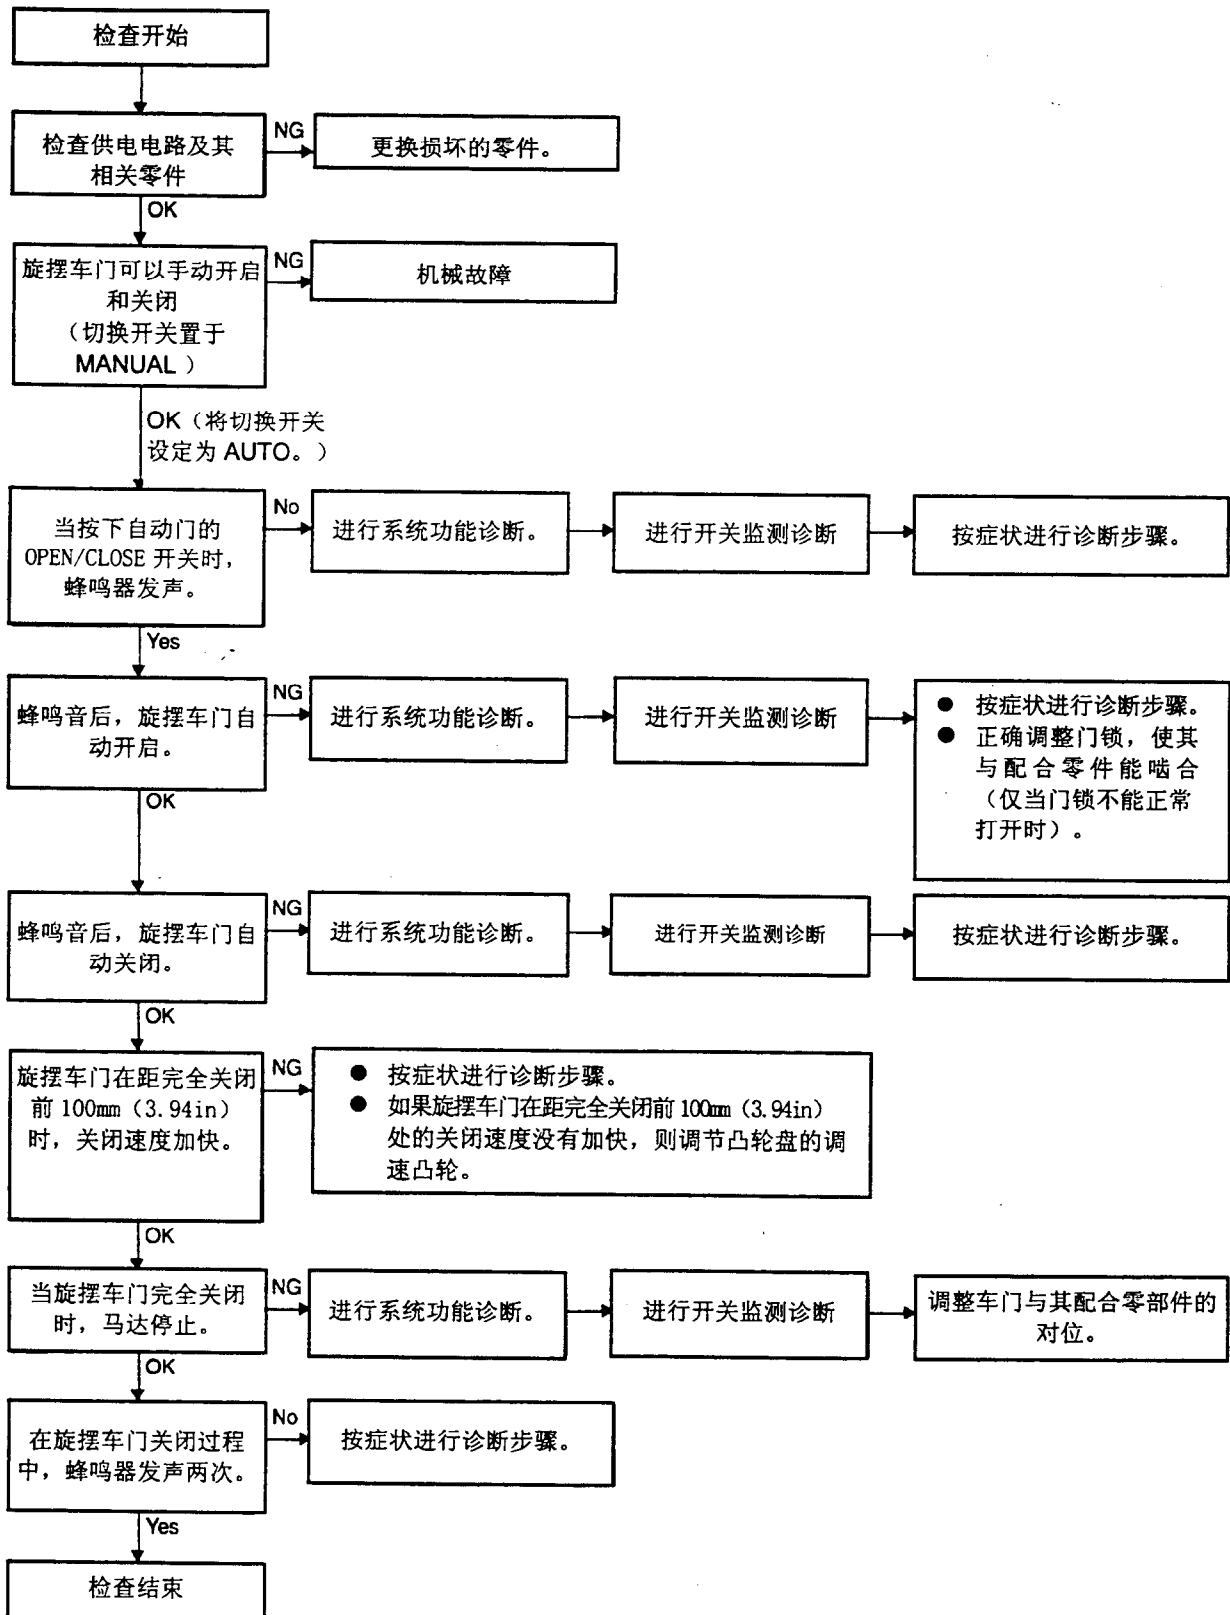 检查开始
检查供电电路及其
相关零件
NG
更换损坏的零件。
OK
旋摆车门可以手动开启
和关闭
（切换开关置于
MANUAL ）
NG
机械故障
OK（将切换开关
设定为 AUTO。）
当按下自动门的
OPEN/CLOSE 开关时，
蜂鸣器发声。
No
进行系统功能诊断。
进行开关监测诊断
按症状进行诊断步骤。
Yes
蜂鸣音后，旋摆车门自
动开启。
NG
进行系统功能诊断。
进行开关监测诊断
● 按症状进行诊断步骤。
● 正确调整门锁，使其
与配合零件能啮合
（仅当门锁不能正常
打开时）。
OK
蜂鸣音后，旋摆车门自
动关闭。
NG
进行系统功能诊断。
进行开关监测诊断
按症状进行诊断步骤。
OK
旋摆车门在距完全关闭
前 100mm（3.94in）
时，关闭速度加快。
NG
● 按症状进行诊断步骤。
● 如果旋摆车门在距完全关闭前 100mm（3.94in）
处的关闭速度没有加快，则调节凸轮盘的调
速凸轮。
OK
当旋摆车门完全关闭
时，马达停止。
NG
进行系统功能诊断。
进行开关监测诊断
调整车门与其配合零部件的
对位。
OK
在旋摆车门关闭过程
中，蜂鸣器发声两次。
No
按症状进行诊断步骤。
Yes
检查结束